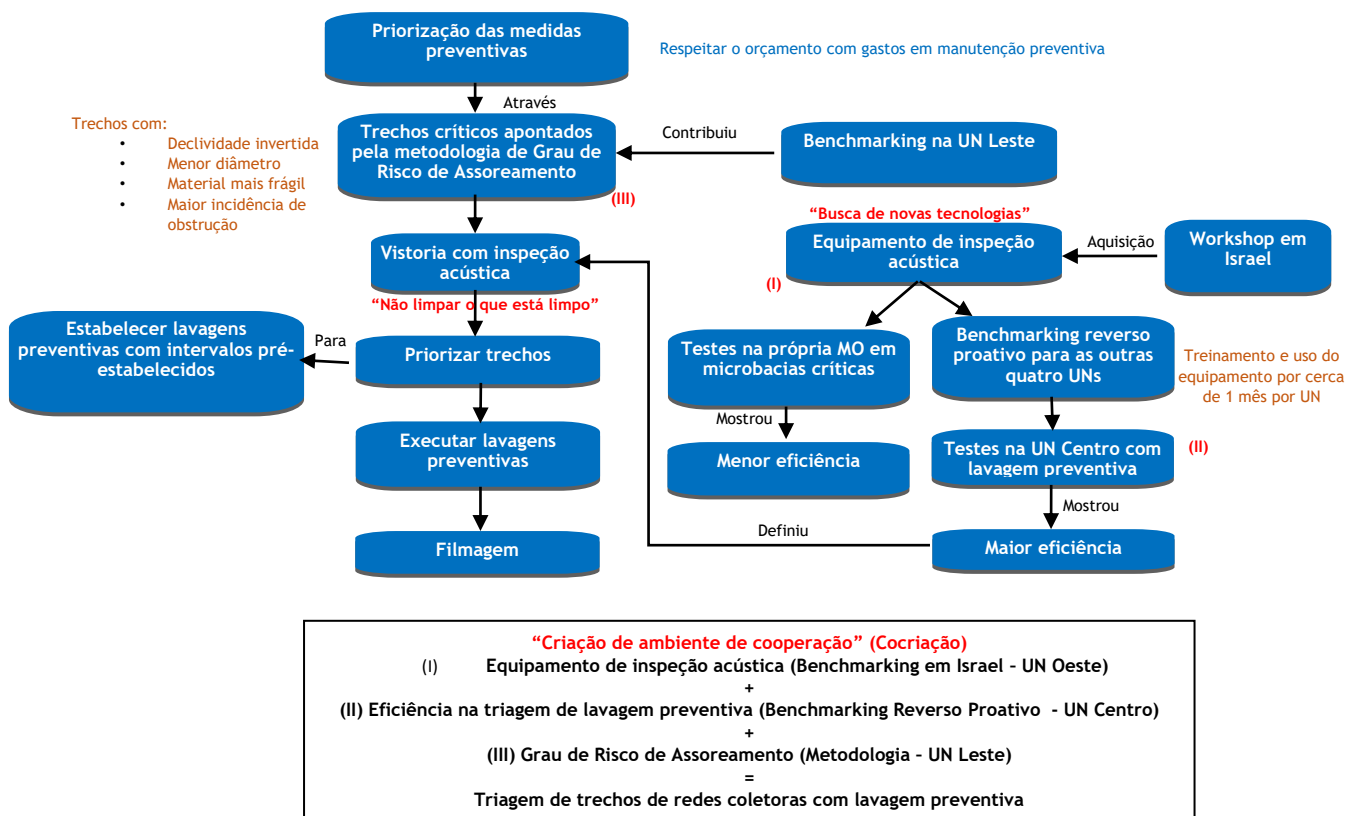 Priorização das medidas
preventivas
Respeitar o orçamento com gastos em manutenção preventiva
Através
Trechos com:
• Declividade invertida
• Menor diâmetro
• Material mais frágil
• Maior incidência de
obstrução
Trechos críticos apontados
pela metodologia de Grau de
Risco de Assoreamento
(III)
Contribuiu
Benchmarking na UN Leste
“Busca de novas tecnologias”
Vistoria com inspeção
acústica
Equipamento de inspeção
acústica
(I)
Aquisição
Workshop em
Israel
“Não limpar o que está limpo”
Estabelecer lavagens
preventivas com intervalos pré-
estabelecidos
Para
Priorizar trechos
Testes na própria MO em
microbacias críticas
Benchmarking reverso
proativo para as outras
quatro UNs
Treinamento e uso do
equipamento por cerca
de 1 mês por UN
Mostrou
Executar lavagens
preventivas
Menor eficiência
Testes na UN Centro com
lavagem preventiva
(II)
Mostrou
Filmagem
Definiu
Maior eficiência
“Criação de ambiente de cooperação” (Cocriação)
(I) Equipamento de inspeção acústica (Benchmarking em Israel – UN Oeste)
+
(II) Eficiência na triagem de lavagem preventiva (Benchmarking Reverso Proativo - UN Centro)
+
(III) Grau de Risco de Assoreamento (Metodologia – UN Leste)
=
Triagem de trechos de redes coletoras com lavagem preventiva